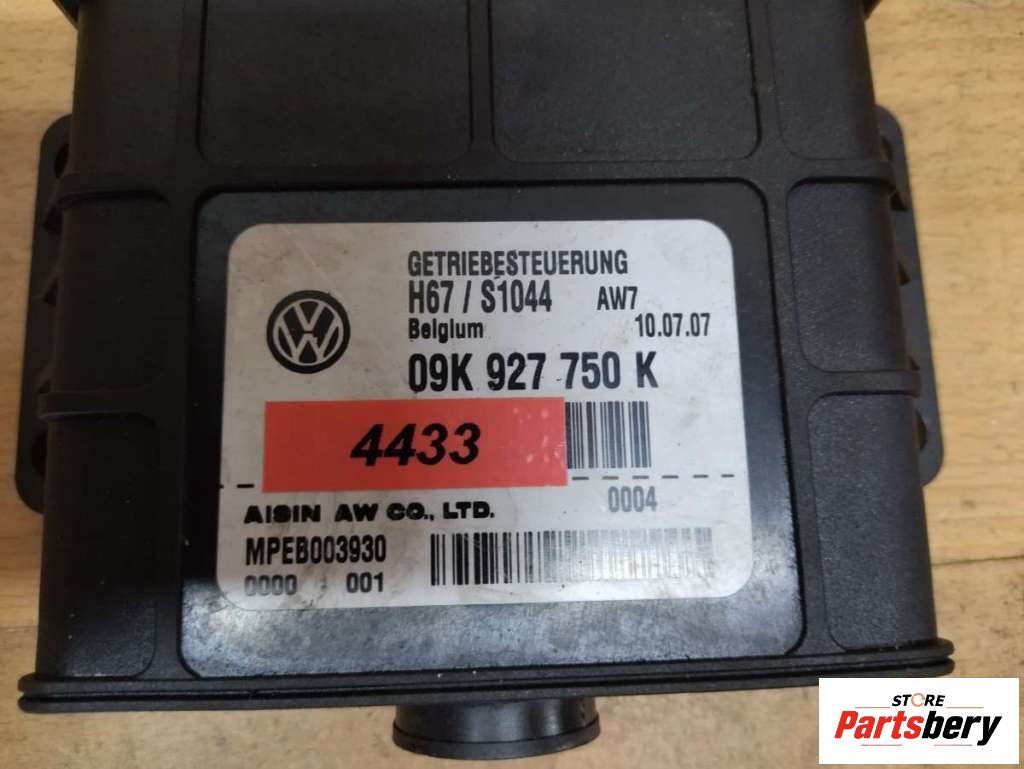 GETRIEBESTEUERUNG
H67 / S1044 AW7
Belgium 10.07.07
09K 927 750 K
4433
0004
AISIN AW CO., LTD.
MPEB003930
0000 001
STORE
Partsbery